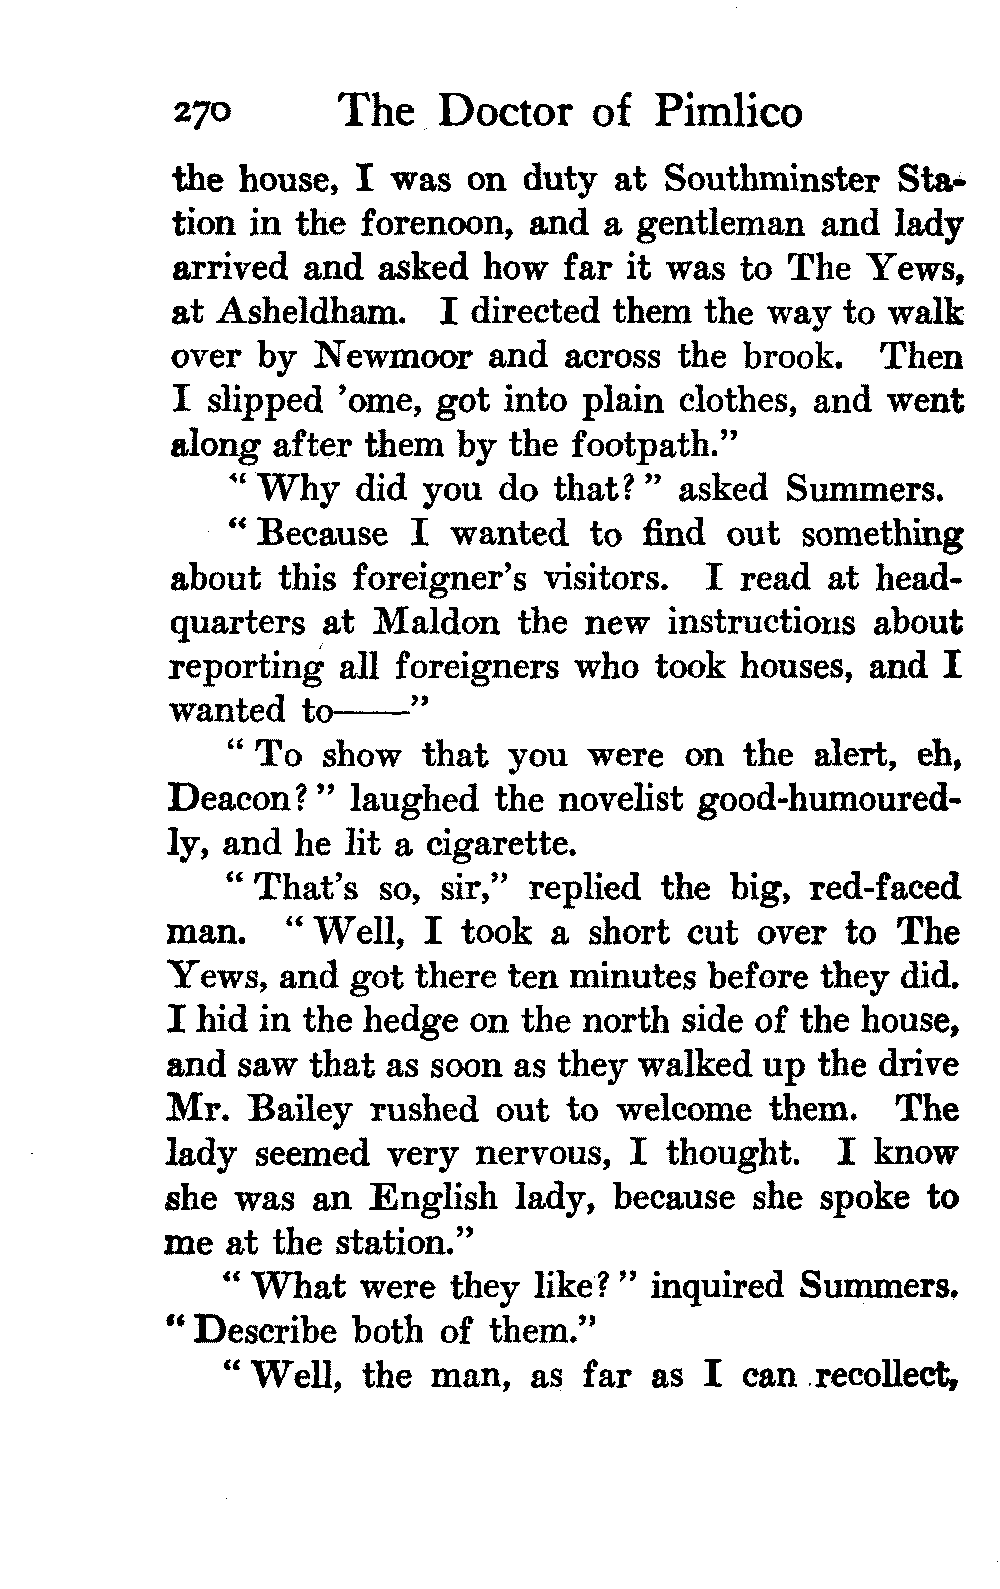 270 The Doctor of Pimlico
the house, I was on duty at Southminster Sta-
tion in the forenoon, and a gentleman and lady
arrived and asked how far it was to The Yews,
at Asheldham. I directed them the way to walk
over by Newmoor and across the brook. Then
I slipped ’ome, got into plain clothes, and went
along after them by the footpath.”
“ Why did you do that? ” asked Summers.
“ Because I wanted to find out something
about this foreigner’s visitors. I read at head-
quarters at Maldon the new instructions about
reporting all foreigners who took houses, and I
wanted to——”
“ To show that you were on the alert, eh,
Deacon? ” laughed the novelist good-humoured-
ly, and he lit a cigarette.
“ That’s so, sir,” replied the big, red-faced
man. “ Well, I took a short cut over to The
Yews, and got there ten minutes before they did.
I hid in the hedge on the north side of the house,
and saw that as soon as they walked up the drive
Mr. Bailey rushed out to welcome them. The
lady seemed very nervous, I thought. I know
she was an English lady, because she spoke to
me at the station.”
“ What were they like? ” inquired Summers.
“ Describe both of them.”
“ Well, the man, as far as I can recollect,